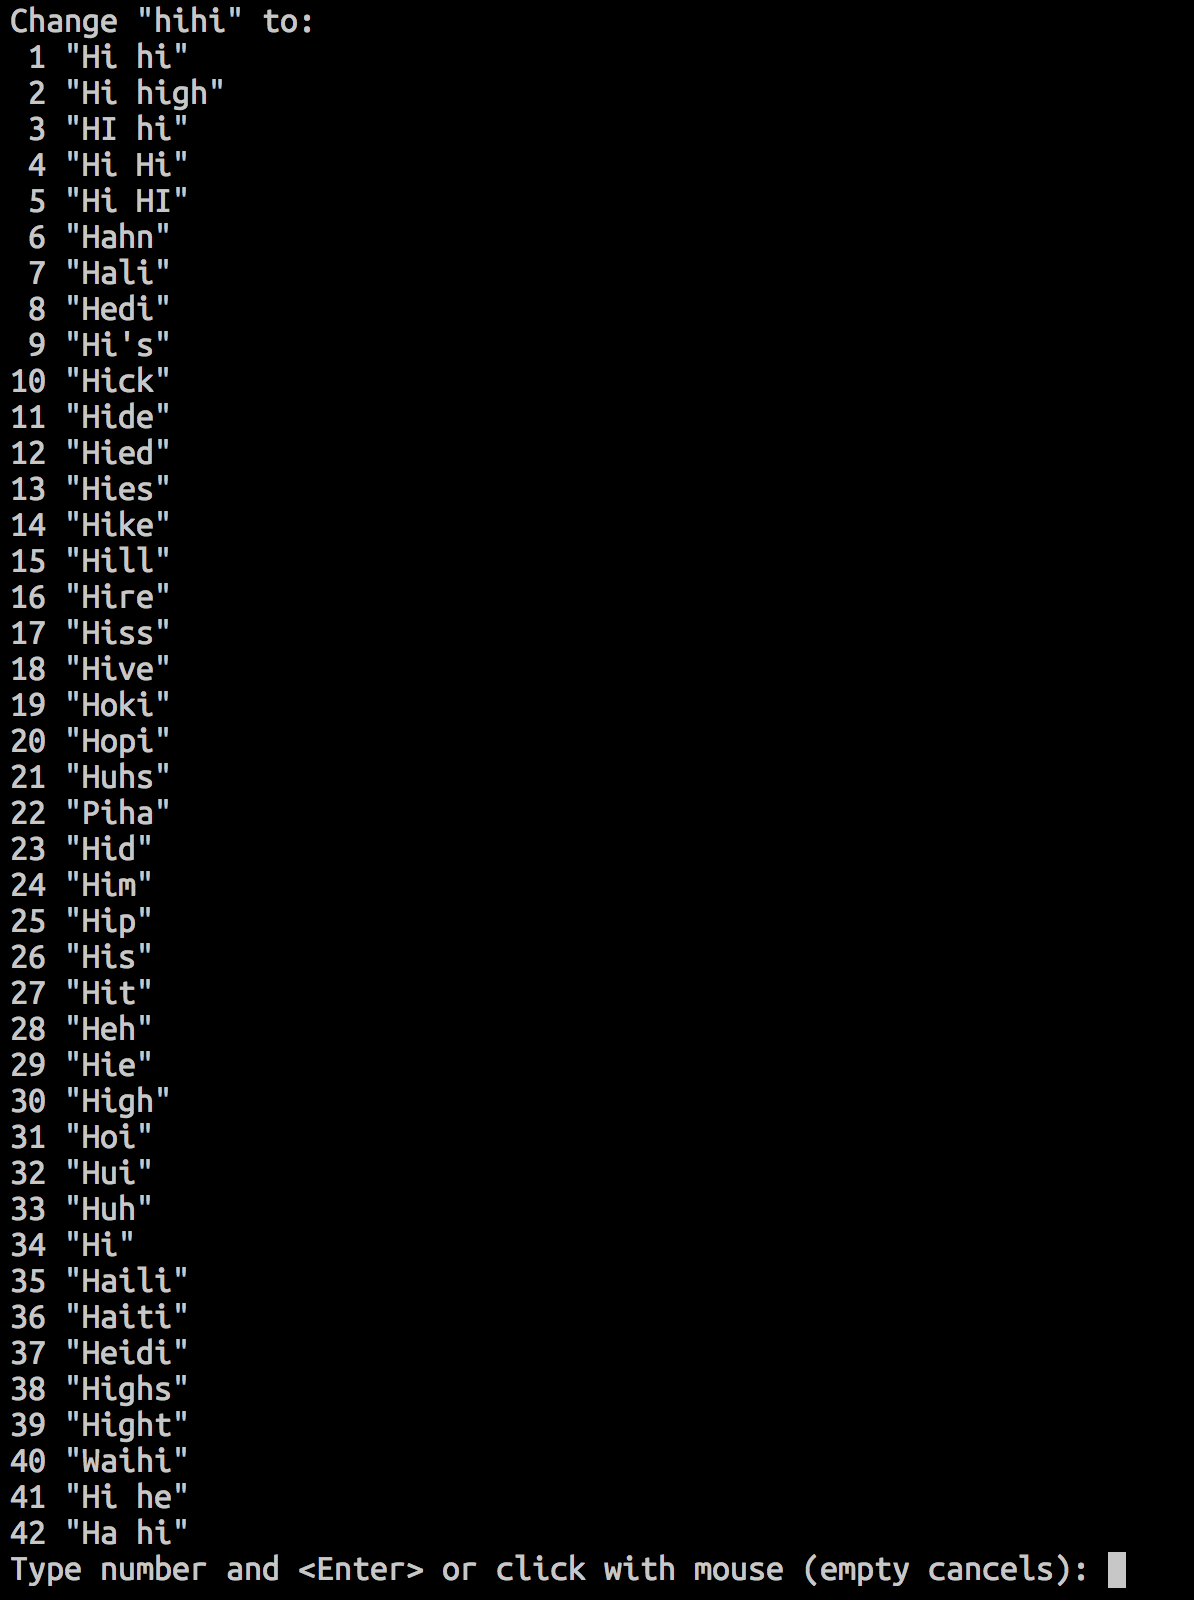 Change "hihi" to:
 1 "Hi hi"
 2 "Hi high"
 3 "HI hi"
 4 "Hi Hi"
 5 "Hi HI"
 6 "Hahn"
 7 "Hali"
 8 "Hedi"
 9 "Hi's"
10 "Hick"
11 "Hide"
12 "Hied"
13 "Hies"
14 "Hike"
15 "Hill"
16 "Hire"
17 "Hiss"
18 "Hive"
19 "Hoki"
20 "Hopi"
21 "Huhs"
22 "Piha"
23 "Hid"
24 "Him"
25 "Hip"
26 "His"
27 "Hit"
28 "Heh"
29 "Hie"
30 "High"
31 "Hoi"
32 "Hui"
33 "Huh"
34 "Hi"
35 "Haili"
36 "Haiti"
37 "Heidi"
38 "Highs"
39 "Hight"
40 "Waihi"
41 "Hi he"
42 "Ha hi"
Type number and <Enter> or click with mouse (empty cancels):